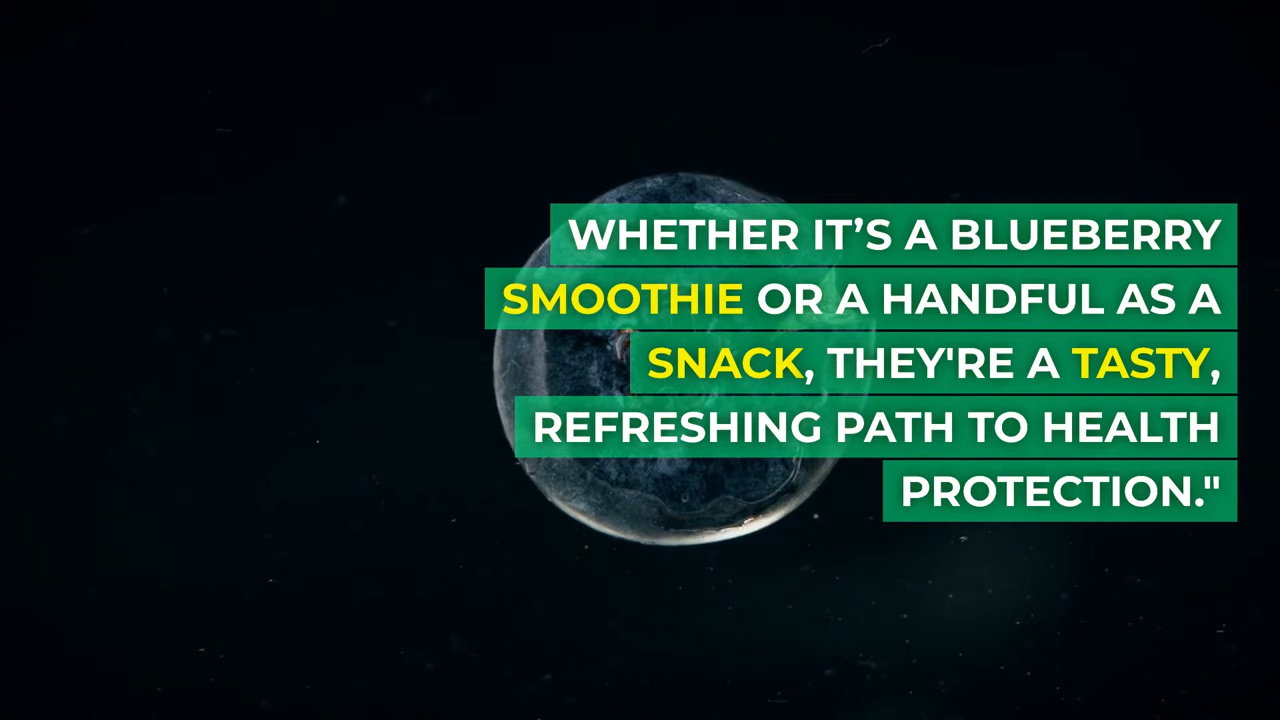 WHETHER IT’S A BLUEBERRY
SMOOTHIE OR A HANDFUL AS A
SNACK, THEY'RE A TASTY,
REFRESHING PATH TO HEALTH
PROTECTION."